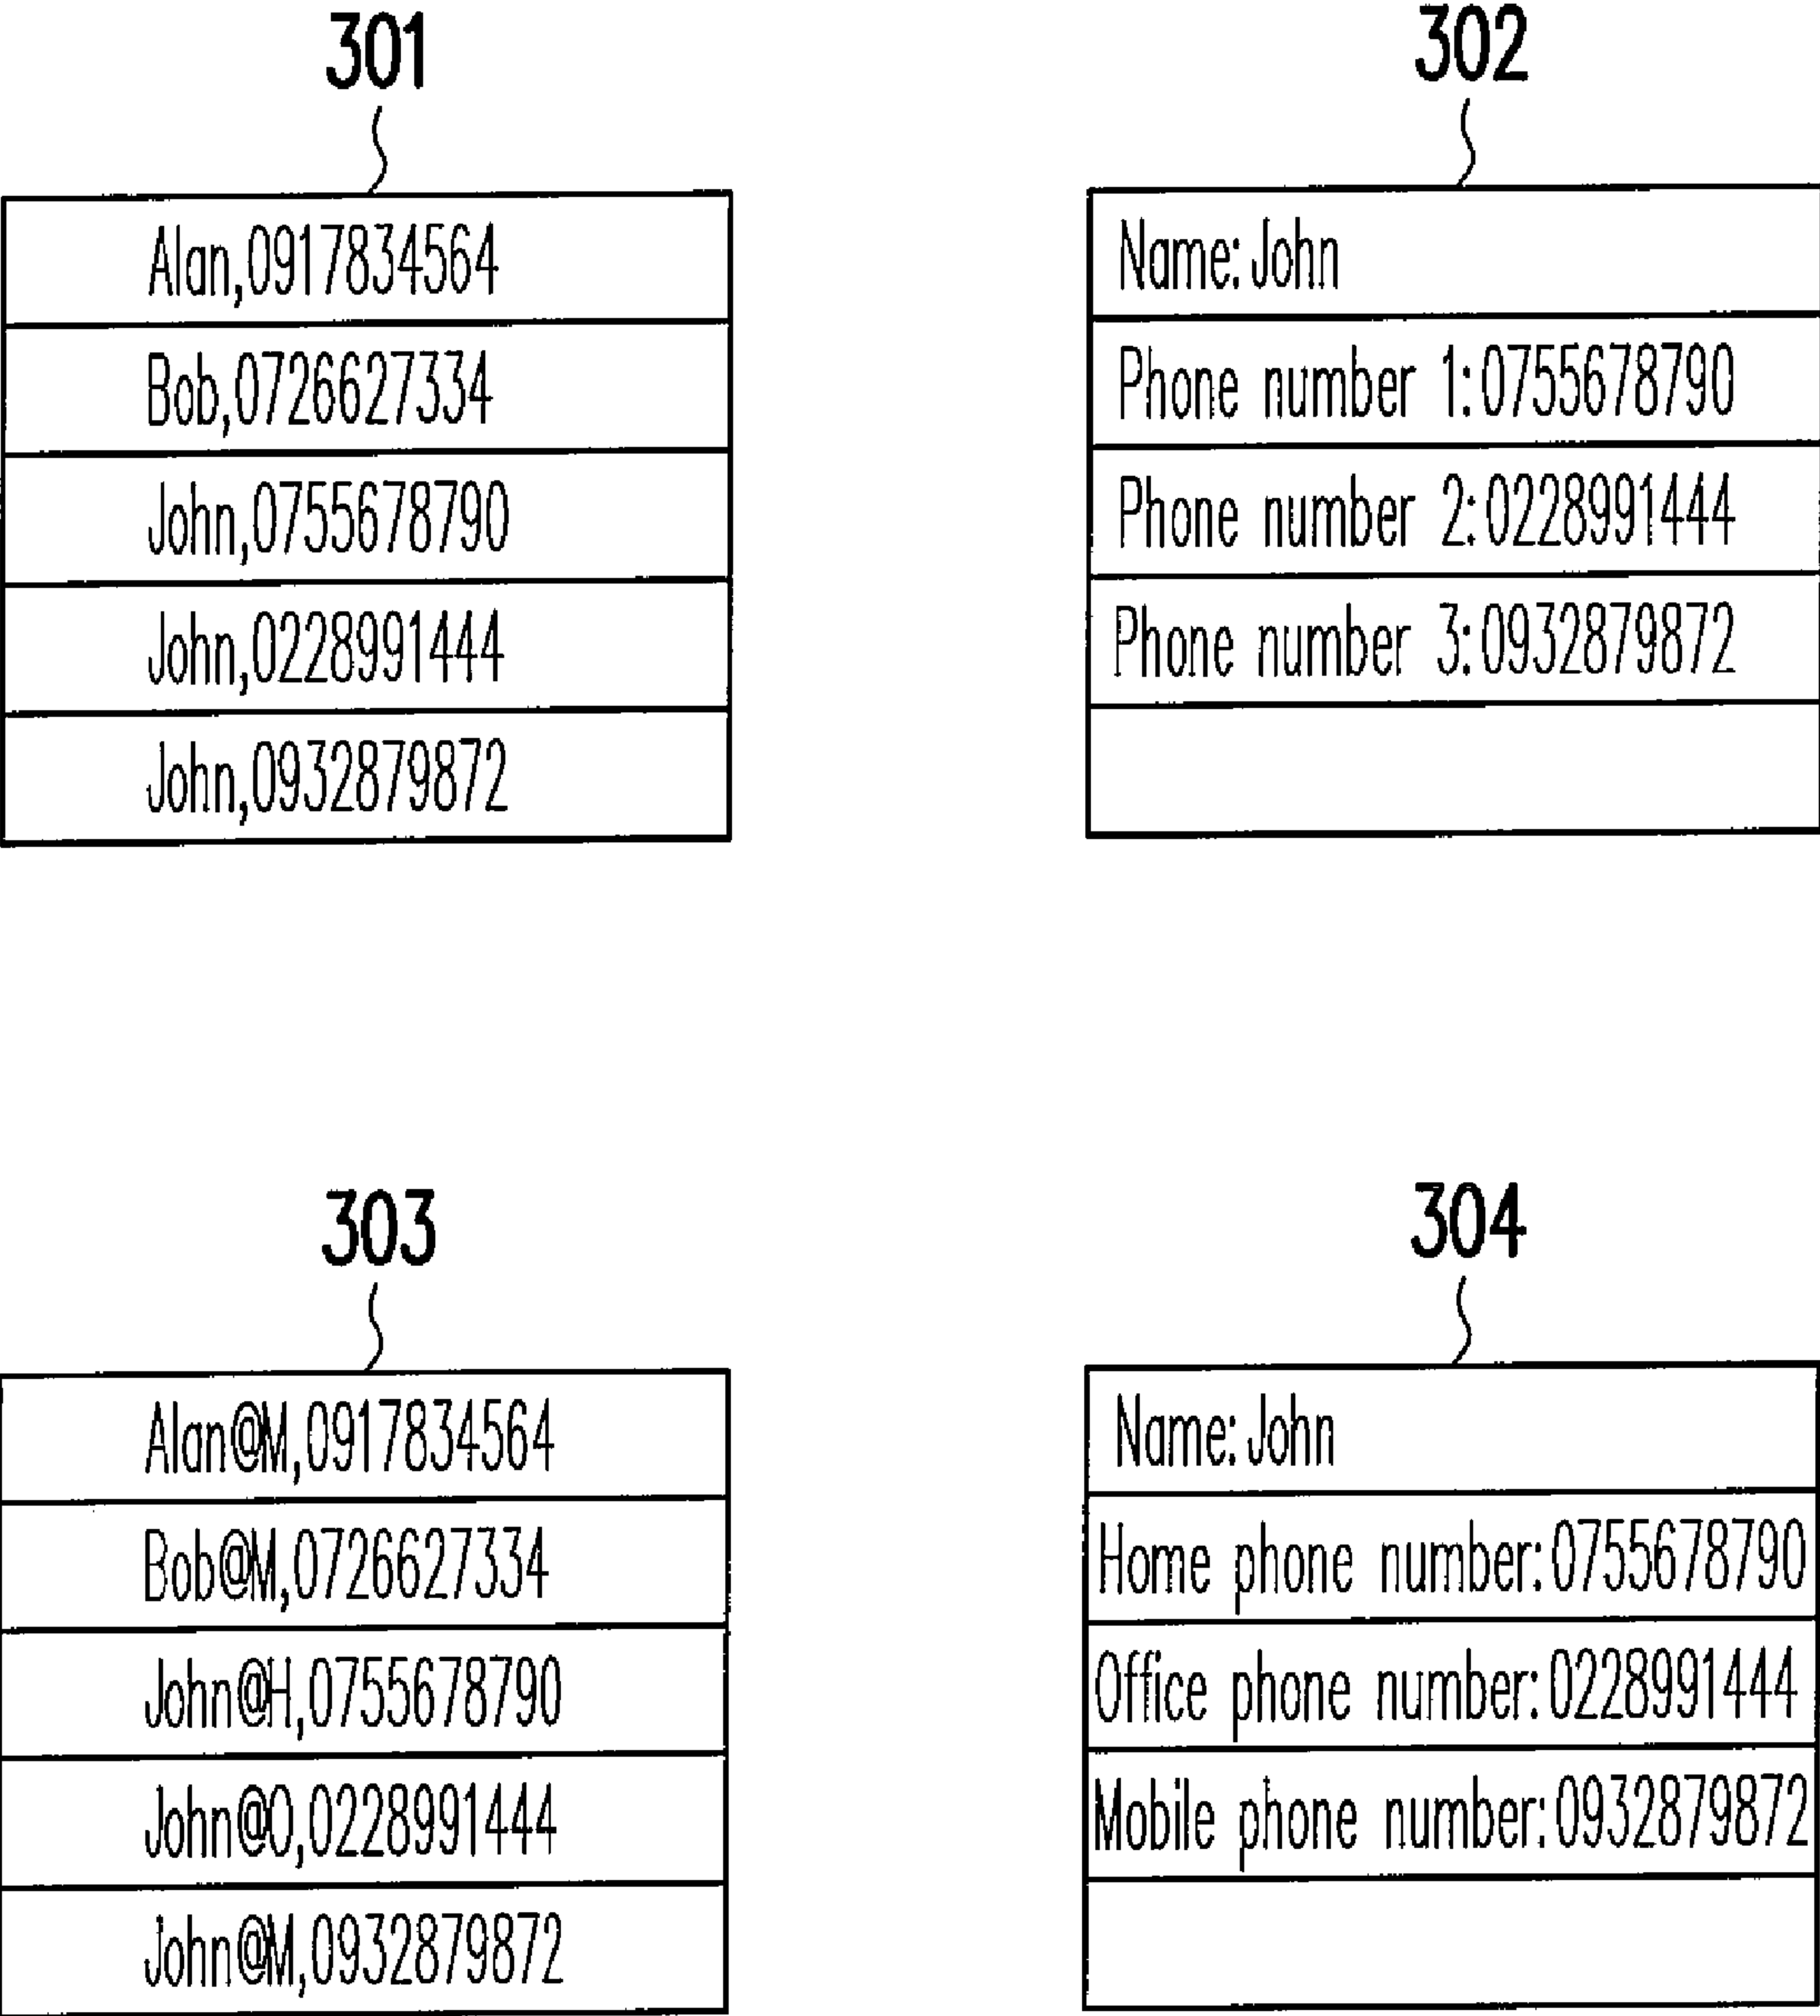 301
Alan,0917834564
Bob,0726627334
John,0755678790
John,0228991444
John,0932879872
302
Name: John
Phone number 1:0755678790
Phone number 2:0228991444
Phone number 3:0932879872
303
Alan@M,0917834564
Bob@M,0726627334
John@H,0755678790
John@O,0228991444
John@M,0932879872
304
Name: John
Home phone number:0755678790
Office phone number:0228991444
Mobile phone number:0932879872